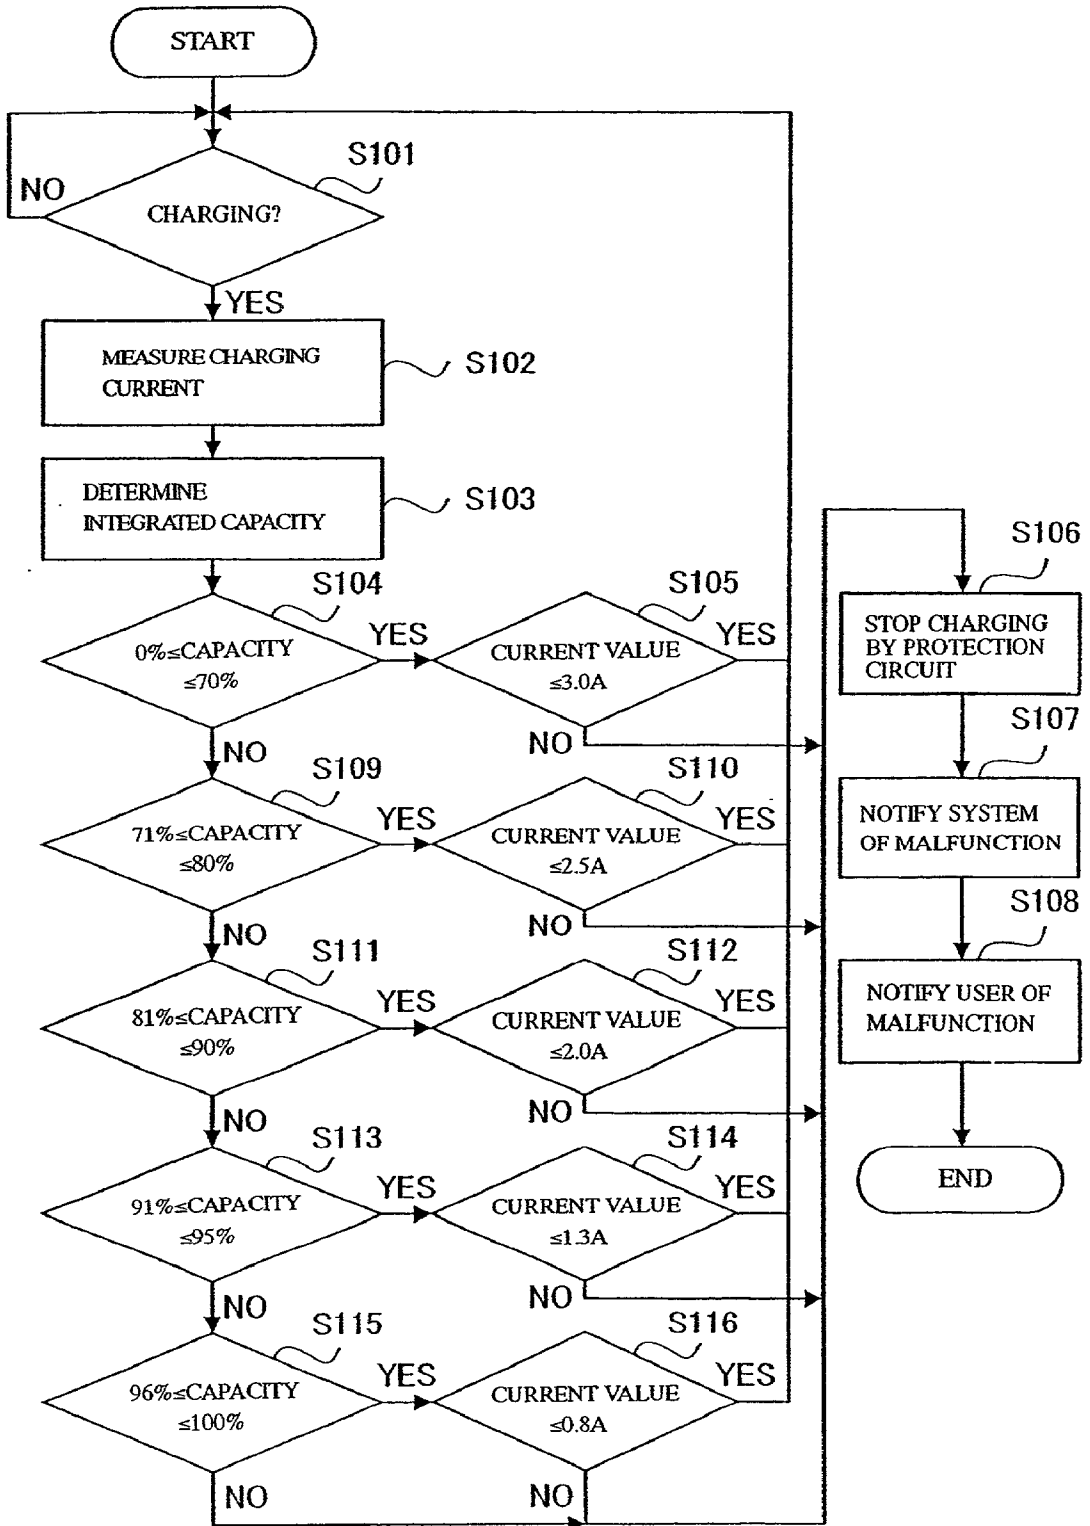 START
S101
NO
CHARGING?
YES
MEASURE CHARGING
CURRENT
S102
DETERMINE
INTEGRATED CAPACITY
S103
S104
0%≤CAPACITY
≤70%
YES
S105
CURRENT VALUE
≤3.0A
YES
NO
NO
S106
STOP CHARGING
BY PROTECTION
CIRCUIT
S107
NOTIFY SYSTEM
OF MALFUNCTION
S108
NOTIFY USER OF
MALFUNCTION
END
S109
71%≤CAPACITY
≤80%
YES
S110
CURRENT VALUE
≤2.5A
YES
NO
NO
S111
81%≤CAPACITY
≤90%
YES
S112
CURRENT VALUE
≤2.0A
YES
NO
NO
S113
91%≤CAPACITY
≤95%
YES
S114
CURRENT VALUE
≤1.3A
YES
NO
NO
S115
96%≤CAPACITY
≤100%
YES
S116
CURRENT VALUE
≤0.8A
YES
NO
NO